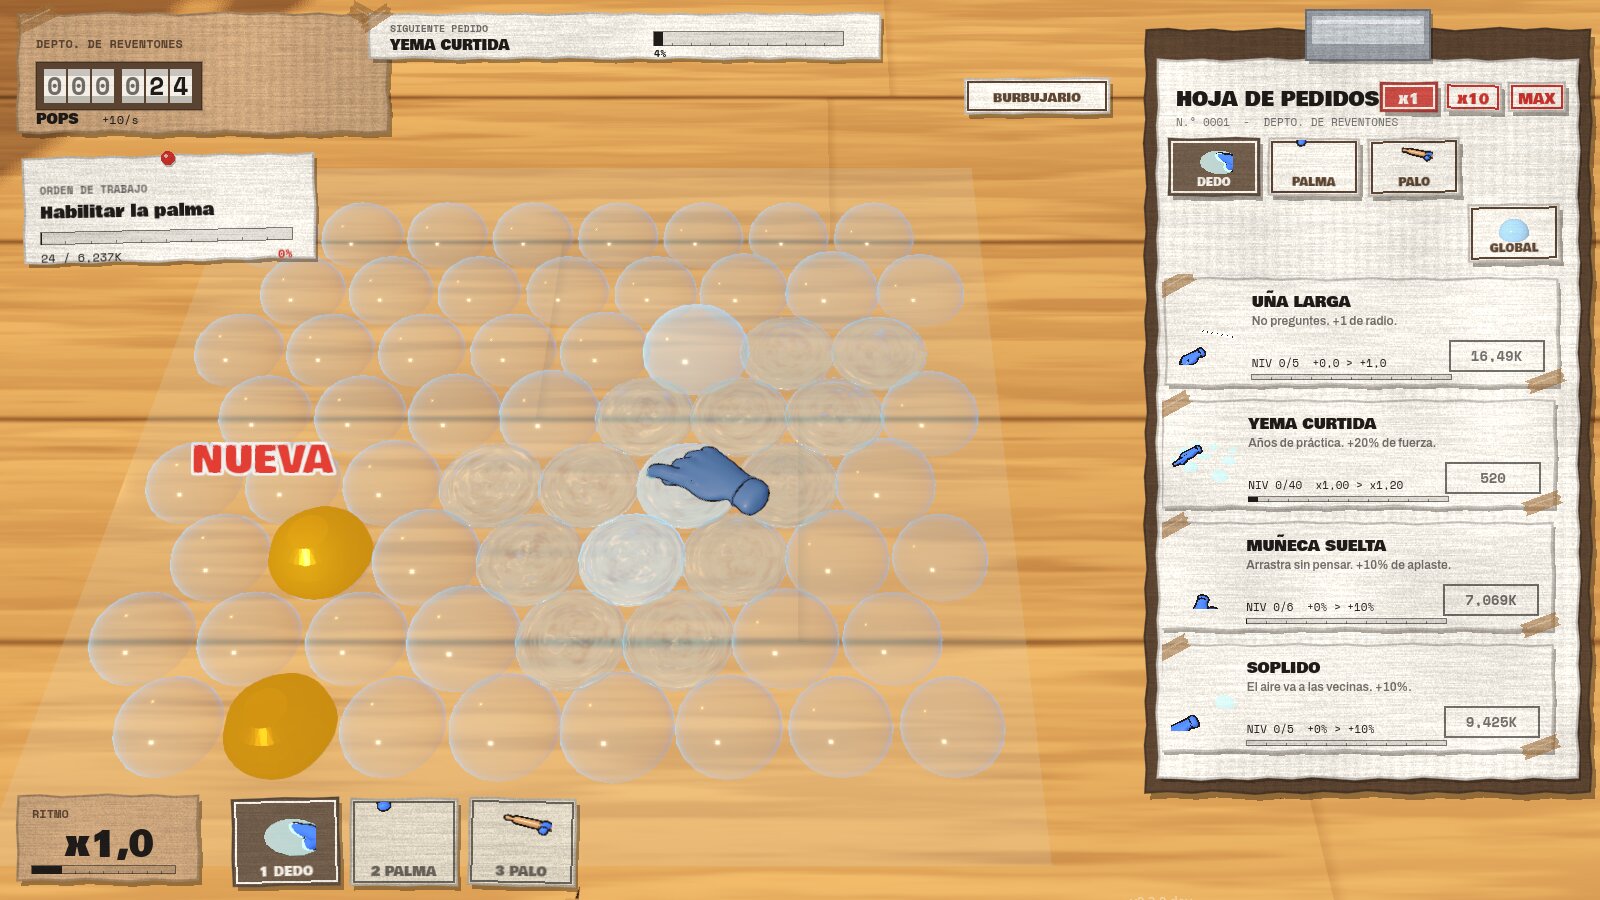 DEPTO. DE REVENTONES
000024
POPS +10/s
SIGUIENTE PEDIDO
YEMA CURTIDA
4%
BURBUJARIO
ORDEN DE TRABAJO
Habilitar la palma
0%
24 / 6,237K
NUEVA
RITMO
x1,0
1 DEDO
2 PALMA
3 PALO
HOJA DE PEDIDOS
x1
x10
MAX
N.° 0001 - DEPTO. DE REVENTONES
DEDO
PALMA
PALO
GLOBAL
UÑA LARGA
No preguntes. +1 de radio.
NIV 0/5 +0,0 > +1,0
16,49K
YEMA CURTIDA
Años de práctica. +20% de fuerza.
NIV 0/40 x1,00 > x1,20
520
MUÑECA SUELTA
Arrastra sin pensar. +10% de aplaste.
NIV 0/6 +0% > +10%
7,069K
SOPLIDO
El aire va a las vecinas. +10%.
NIV 0/5 +0% > +10%
9,425K